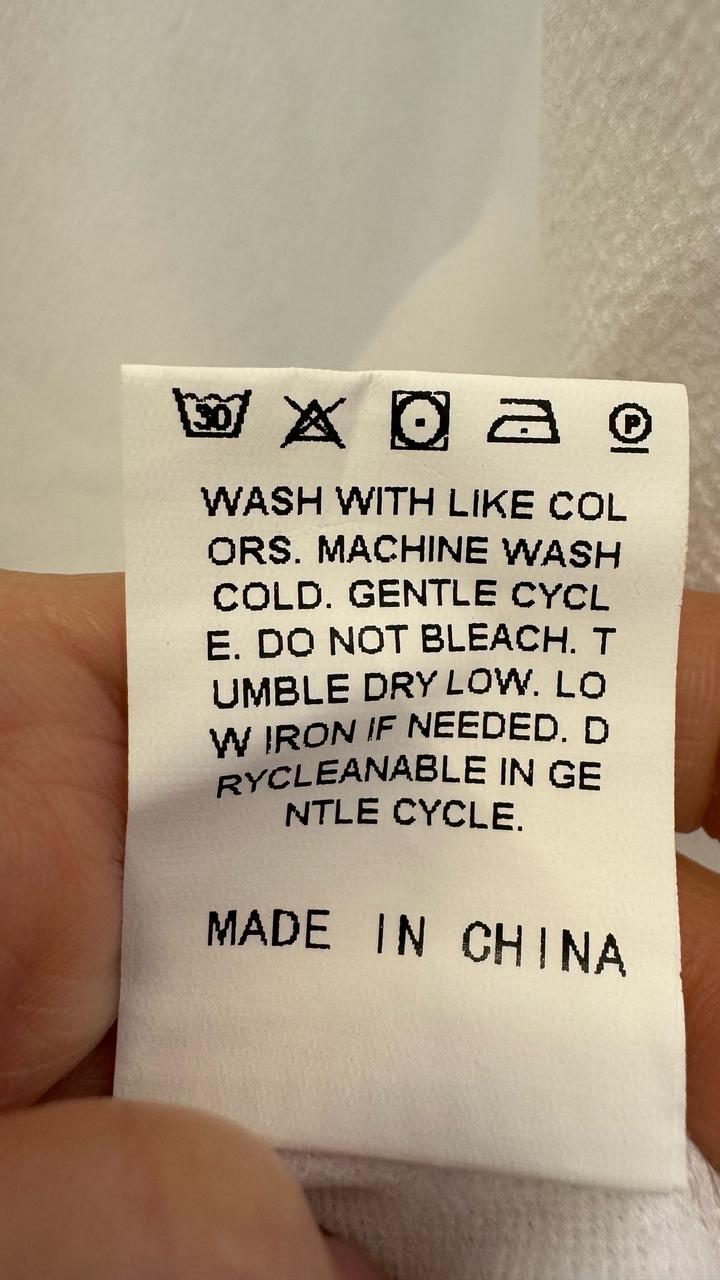 30 P
WASH WITH LIKE COL
ORS. MACHINE WASH
COLD. GENTLE CYCL
E. DO NOT BLEACH. T
UMBLE DRY LOW. LO
W IRON IF NEEDED. D
RYCLEANABLE IN GE
NTLE CYCLE.
MADE IN CHINA